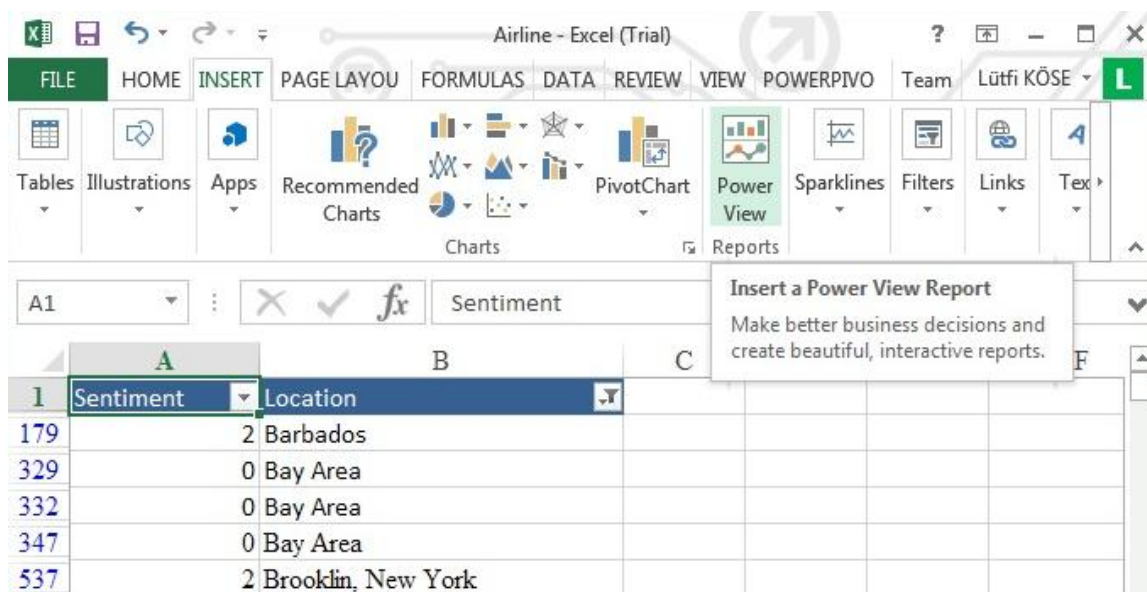 Airline - Excel (Trial)
?
FILE HOME INSERT PAGE LAYOU FORMULAS DATA REVIEW VIEW POWERPIVO Team Lütfi KÖSE L
Tables Illustrations Apps Recommended Charts PivotChart Power View Sparklines Filters Links Tex
Charts Reports
A1 fx Sentiment
Insert a Power View Report
Make better business decisions and
create beautiful, interactive reports.
A B C F
1 Sentiment Location
179 2 Barbados
329 0 Bay Area
332 0 Bay Area
347 0 Bay Area
537 2 Brooklin, New York